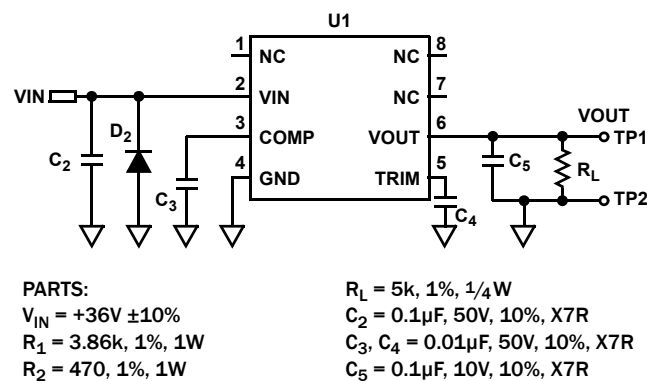 U1
1 NC NC 8
2 VIN NC 7
3 COMP VOUT 6
4 GND TRIM 5
VIN
C2
D2
C3
C4
C5
RL
VOUT
TP1
TP2
PARTS:
VIN = +36V ±10%
R1 = 3.86k, 1%, 1W
R2 = 470, 1%, 1W
RL = 5k, 1%, 1/4W
C2 = 0.1µF, 50V, 10%, X7R
C3, C4 = 0.01µF, 50V, 10%, X7R
C5 = 0.1µF, 10V, 10%, X7R